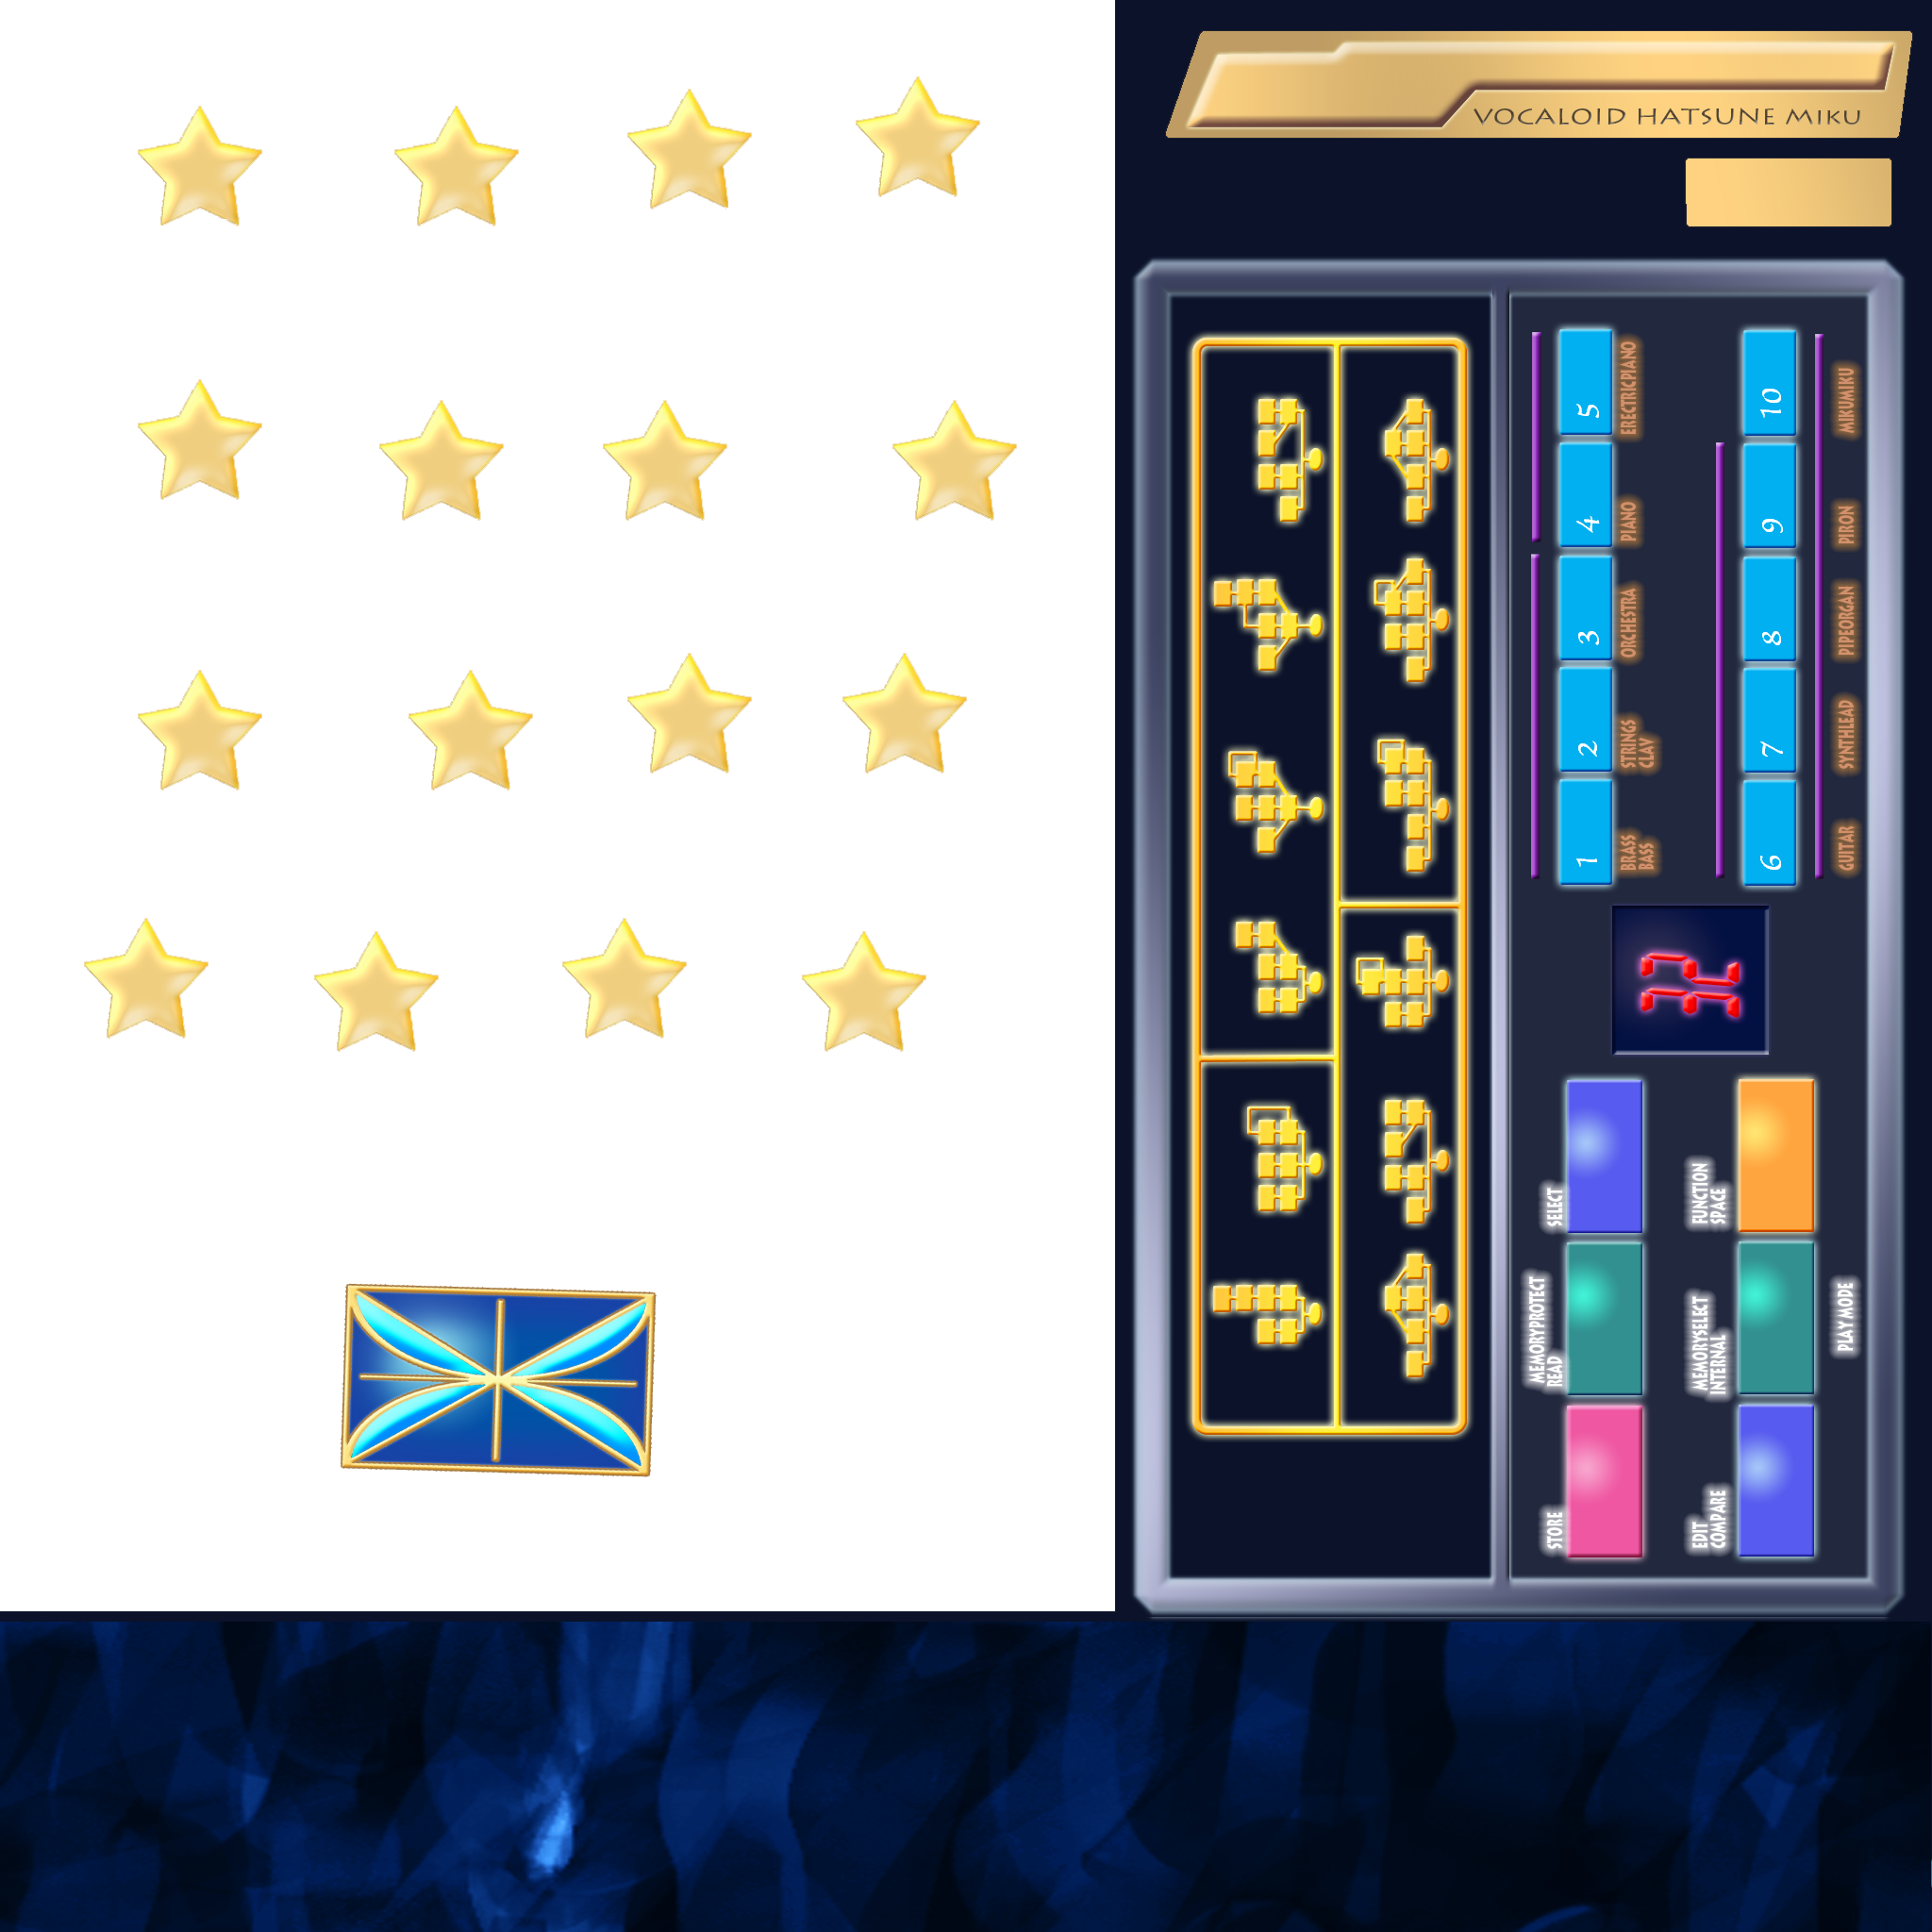 VOCALOID HATSUNE MIKU
1
2
3
4
5
BRASS
BASS
STRINGS
CLAV
ORCHESTRA
PIANO
ERECTRICPIANO
6
7
8
9
10
GUITAR
SYNTHLEAD
PIPEORGAN
PIRON
MIKUMIKU
32
STORE
MEMORYPROTECT
READ
SELECT
EDIT
COMPARE
MEMORYSELECT
INTERNAL
FUNCTION
SPACE
PLAY MODE